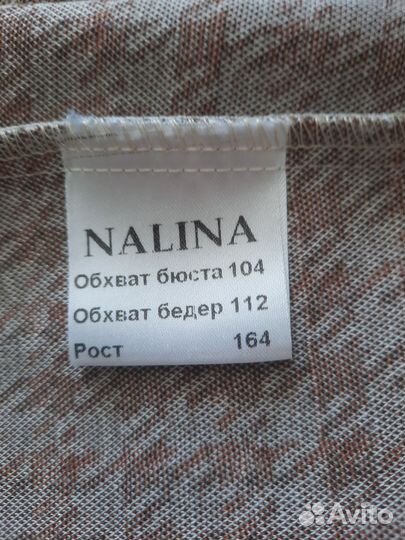 NALINA
Обхват бюста 104
Обхват бедер 112
Рост 164
Avito